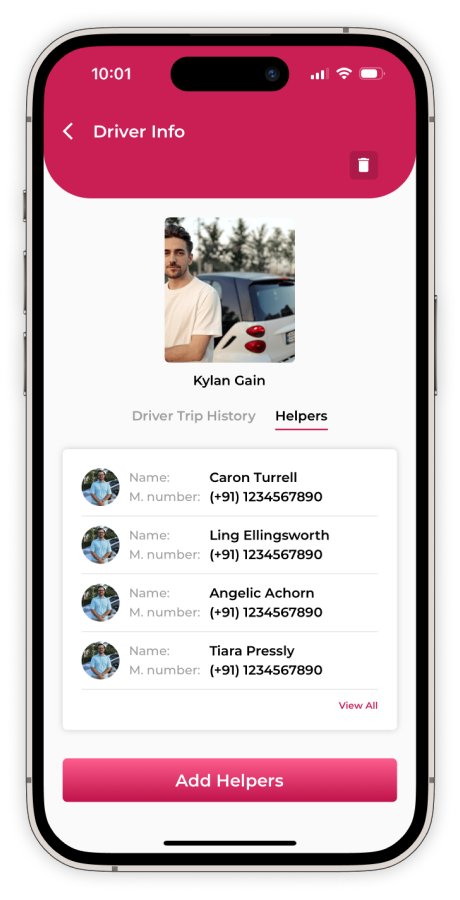 10:01
Driver Info
Kylan Gain
Driver Trip History Helpers
Name: Caron Turrell
M. number: (+91) 1234567890
Name: Ling Ellingsworth
M. number: (+91) 1234567890
Name: Angelic Achorn
M. number: (+91) 1234567890
Name: Tiara Pressly
M. number: (+91) 1234567890
View All
Add Helpers